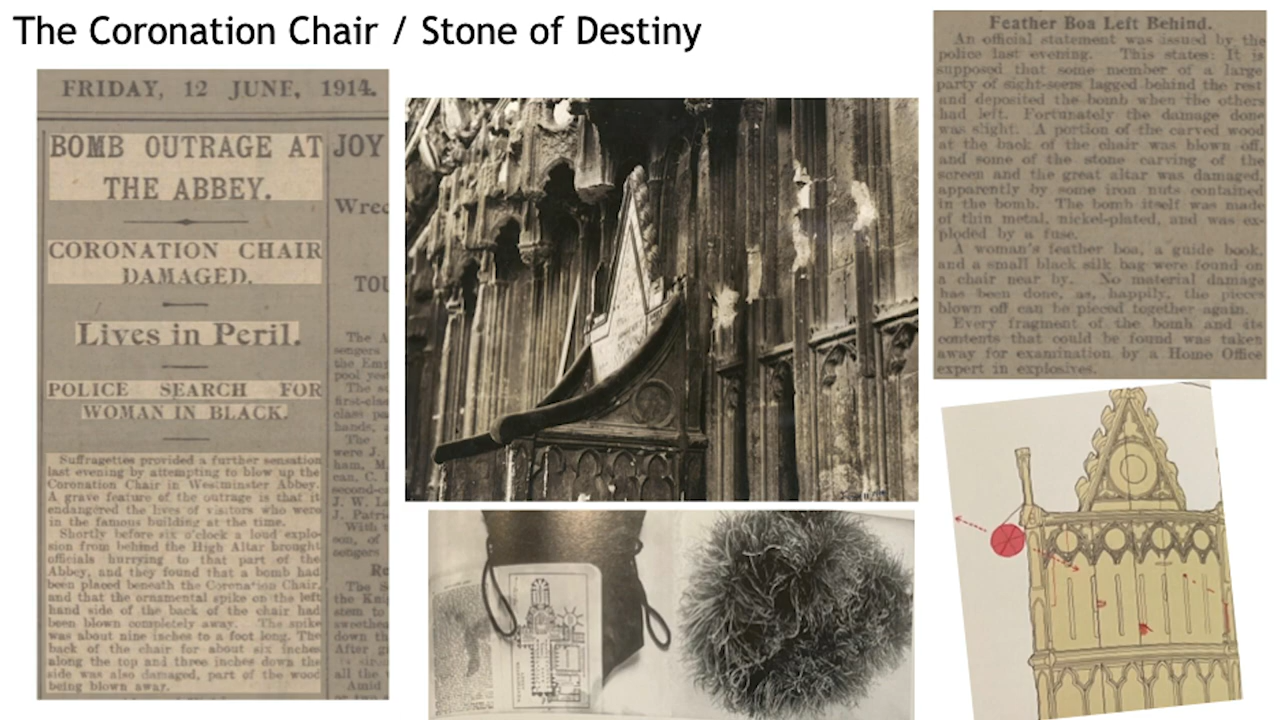 The Coronation Chair / Stone of Destiny
FRIDAY, 12 JUNE, 1914.
BOMB OUTRAGE AT
THE ABBEY.
CORONATION CHAIR
DAMAGED.
Lives in Peril.
POLICE SEARCH FOR
WOMAN IN BLACK.
Suffragettes provided a further sensation
last evening by attempting to blow up the
Coronation Chair in Westminster Abbey.
A grave feature of the outrage is that it
endangered the lives of visitors who were
in the famous building at the time.
Shortly before six o'clock a loud explo-
sion from behind the High Altar brought
officials hurrying to that part of the
Abbey, and they found that a bomb had
been placed beneath the Coronation Chair,
and that the ornamental spike on the left
hand side of the back of the chair had
been blown completely away. The spike
was about nine inches to a foot long. The
back of the chair for about six inches
along the top and three inches down the
side was also damaged, part of the wood
being blown away.
JOY
Wrec
TOU
The A
sengers
the Emp
pool yes
The s
first-cla
class pa
hands, a
The f
were J.
ham, M.
can, C. I
second-c
J. W. L
J. Patri
With t
son, of
sengers
Re
The S
the Kni
stem to
sweethe
down th
After g
all the
Amid
Feather Boa Left Behind.
An official statement was issued by the
police last evening. This states: It is
supposed that some member of a large
party of sight-seers lagged behind the rest
and deposited the bomb when the others
had left. Fortunately the damage done
was slight. A portion of the carved wood
at the back of the chair was blown off,
and some of the stone carving of the
screen and the great altar was damaged,
apparently by some iron nuts contained
in the bomb. The bomb itself was made
of thin metal, nickel-plated, and was ex-
ploded by a fuse.
A woman's feather boa, a guide book,
and a small black silk bag were found on
a chair near by. No material damage
has been done, as, happily, the pieces
blown off can be pieced together again.
Every fragment of the bomb and its
contents that could be found was taken
away for examination by a Home Office
expert in explosives.